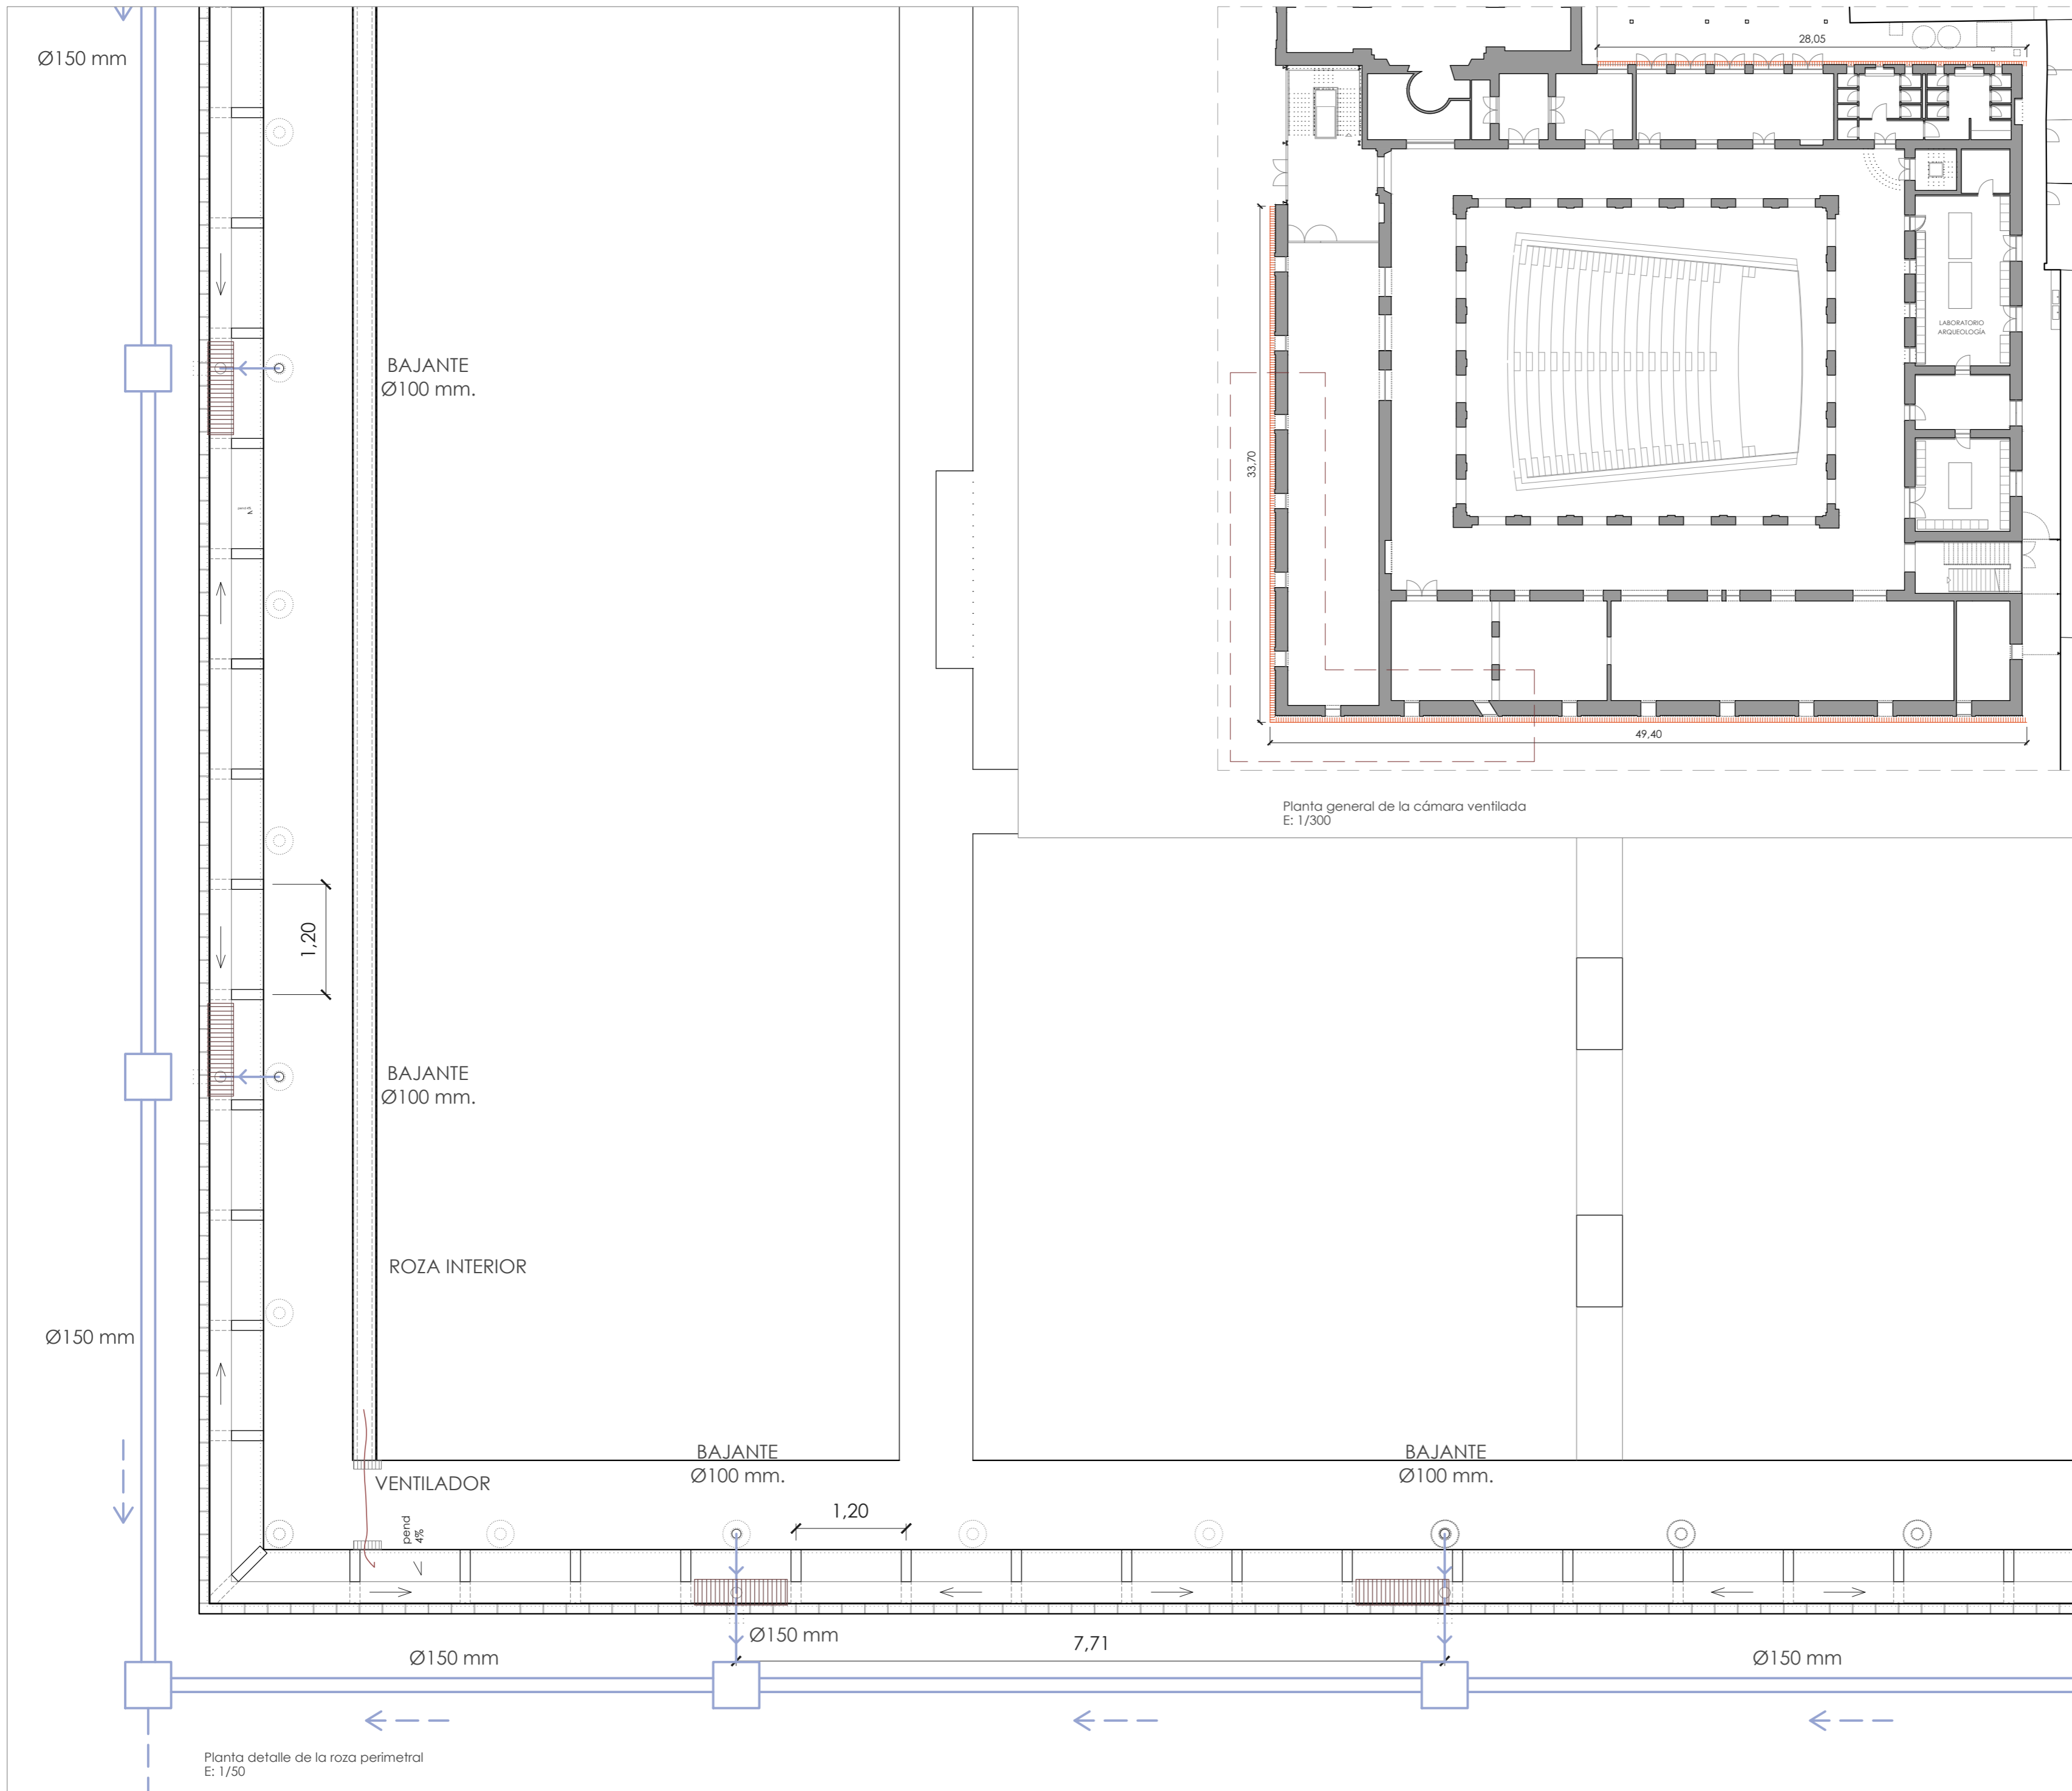 Ø150 mm
28,05
BAJANTE
Ø100 mm.
LABORATORIO
ARQUEOLOGÍA
33,70
49,40
Planta general de la cámara ventilada
E: 1/300
1,20
BAJANTE
Ø100 mm.
ROZA INTERIOR
Ø150 mm
BAJANTE
Ø100 mm.
BAJANTE
Ø100 mm.
VENTILADOR
1,20
pend
4%
Ø150 mm
7,71
Ø150 mm
Ø150 mm
Planta detalle de la roza perimetral
E: 1/50